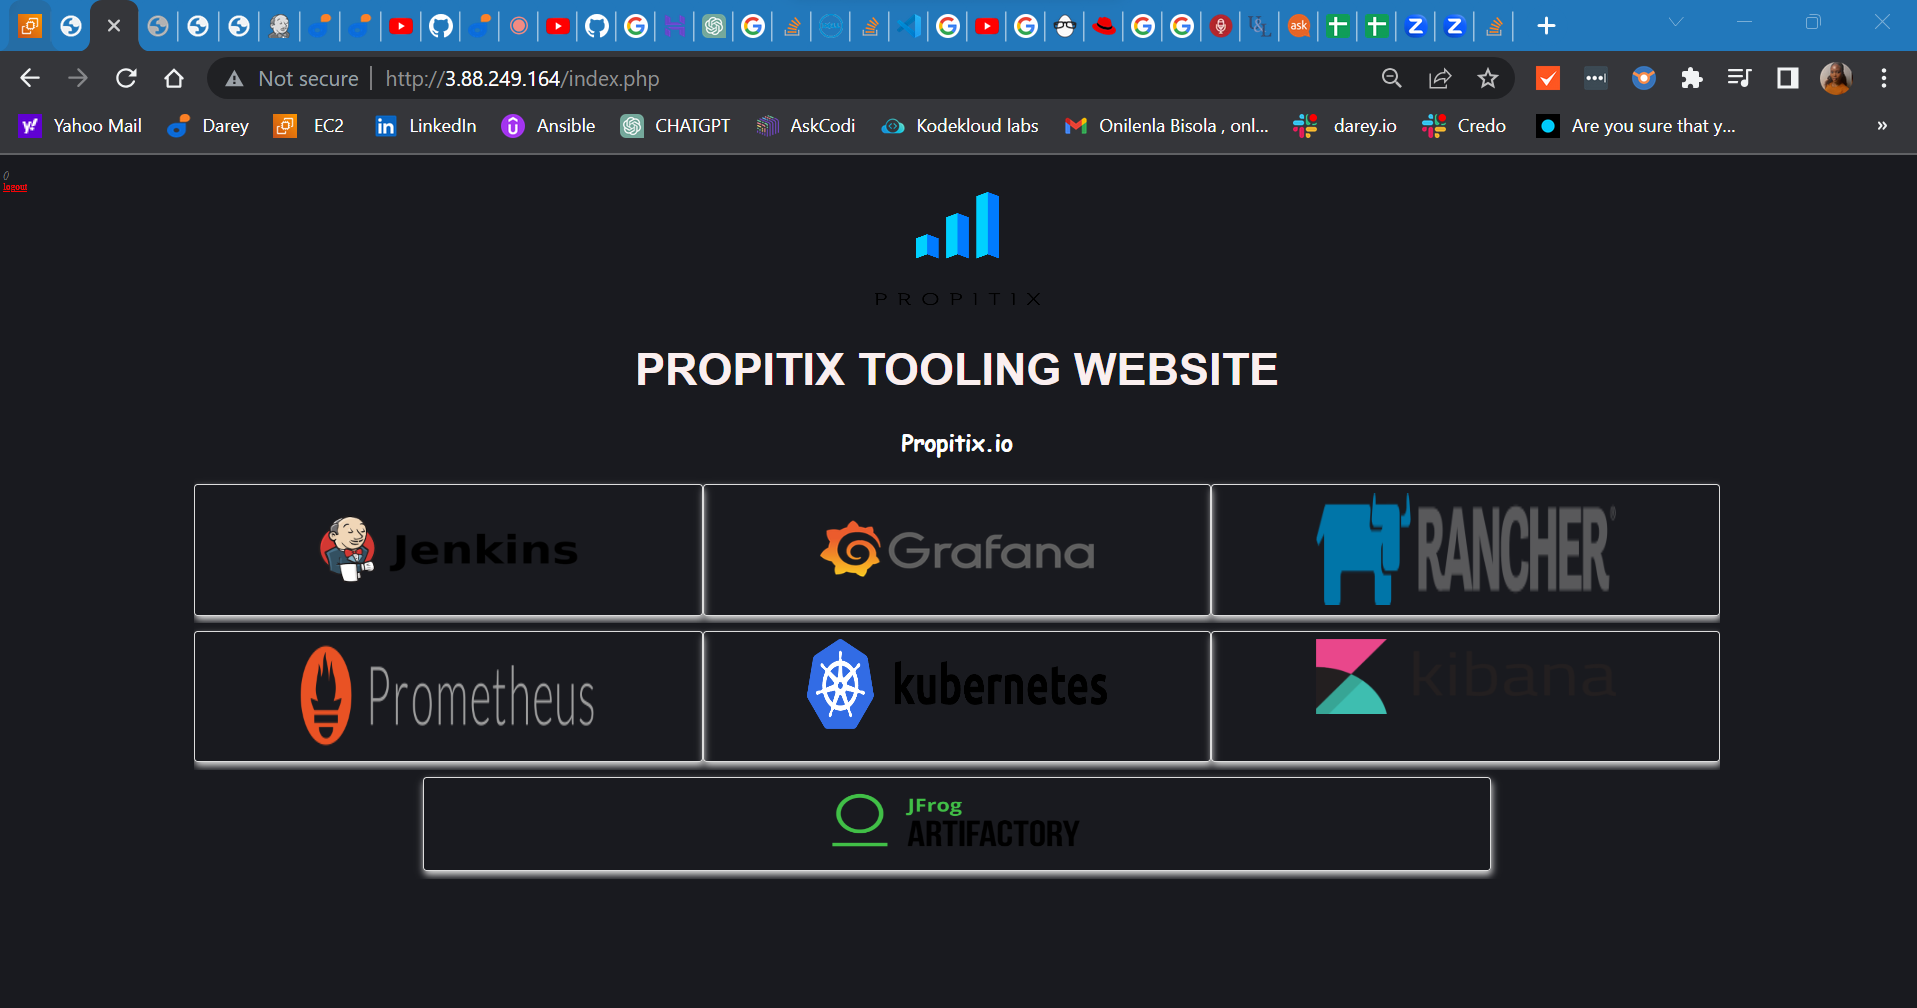 Not secure | http://3.88.249.164/index.php
Yahoo Mail Darey EC2 LinkedIn Ansible CHATGPT AskCodi Kodekloud labs Onilenla Bisola , onl... darey.io Credo Are you sure that y... »
()
logout
PROPITIX
PROPITIX TOOLING WEBSITE
Propitix.io
Jenkins Grafana RANCHER®
Prometheus kubernetes kibana
JFrog
ARTIFACTORY